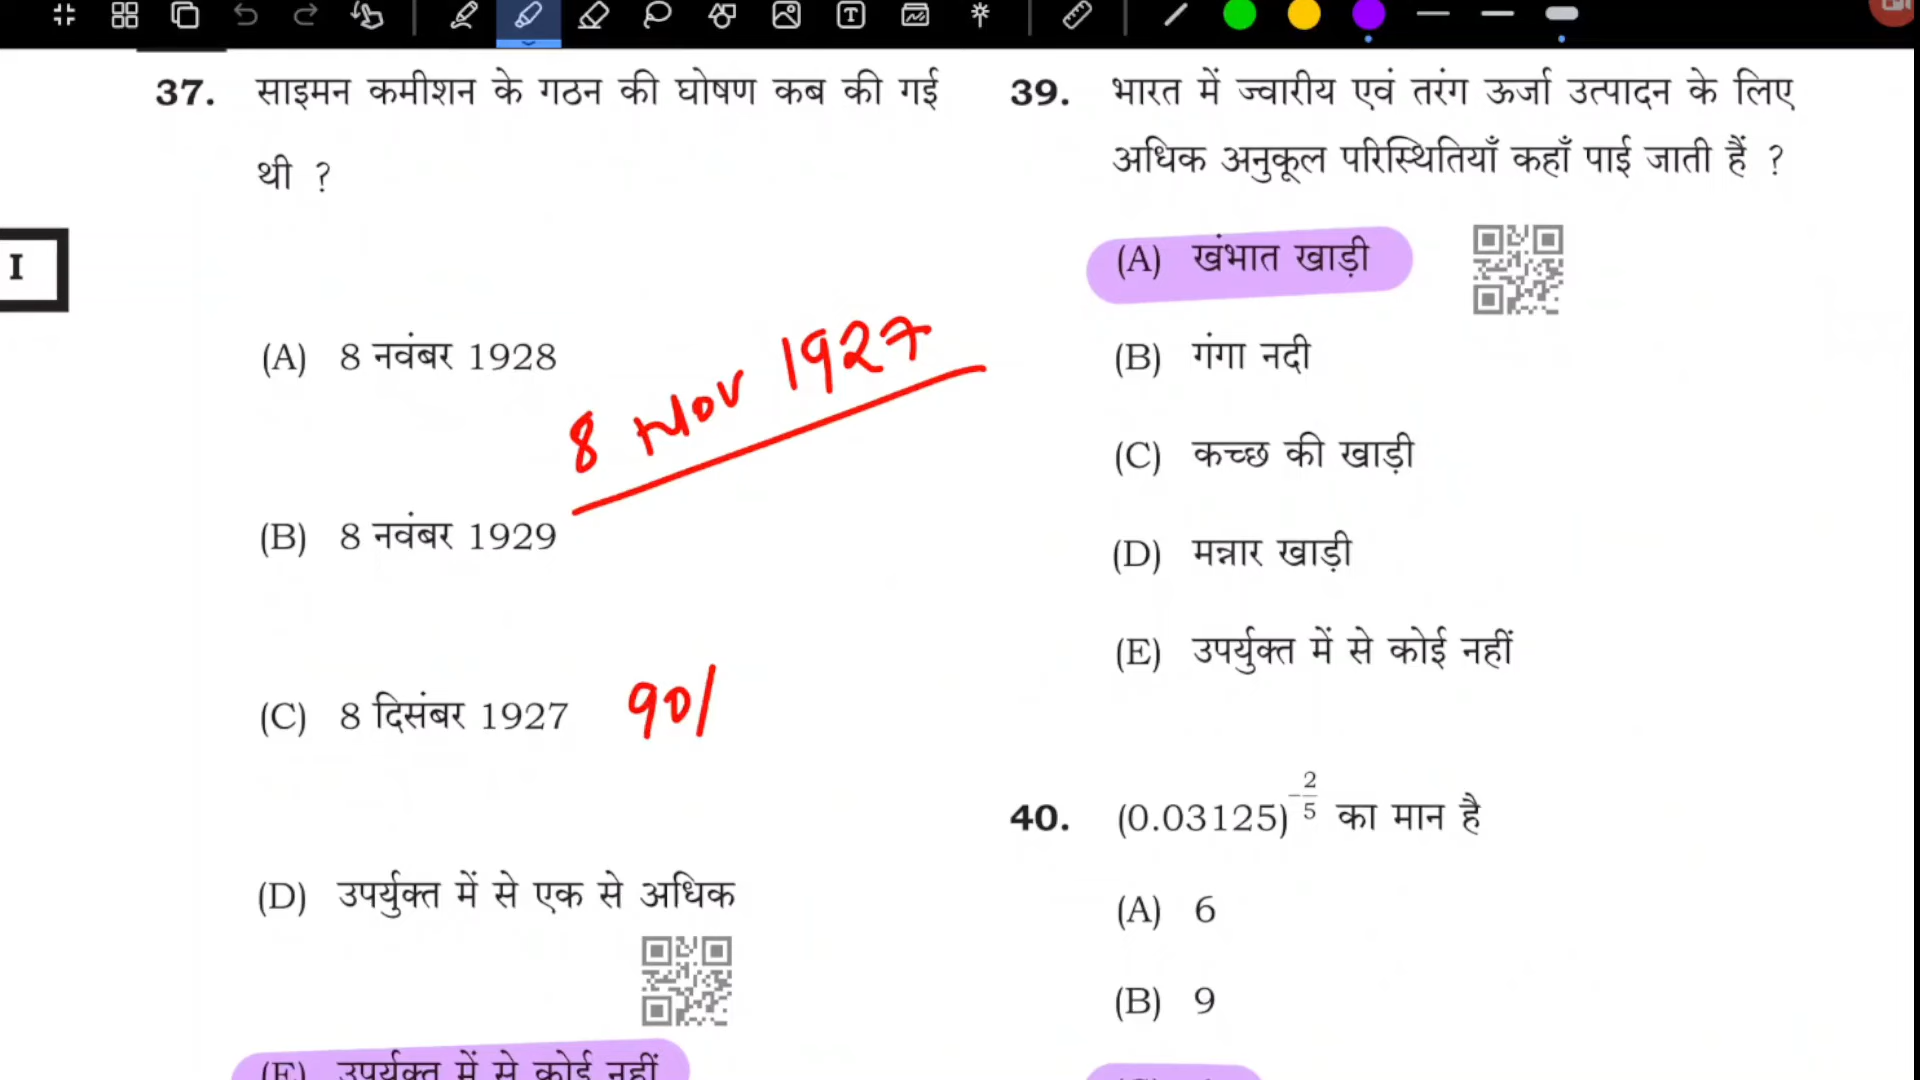 37. साइमन कमीशन के गठन की घोषण कब की गई
थी ?
I
(A) 8 नवंबर 1928
8 Nov 1927
(B) 8 नवंबर 1929
(C) 8 दिसंबर 1927
90/
(D) उपर्युक्त में से एक से अधिक
(E) उपर्युक्त में से कोई नहीं
39. भारत में ज्वारीय एवं तरंग ऊर्जा उत्पादन के लिए
अधिक अनुकूल परिस्थितियाँ कहाँ पाई जाती हैं ?
(A) खंभात खाड़ी
(B) गंगा नदी
(C) कच्छ की खाड़ी
(D) मन्नार खाड़ी
(E) उपर्युक्त में से कोई नहीं
40. (0.03125)^{-2/5} का मान है
(A) 6
(B) 9